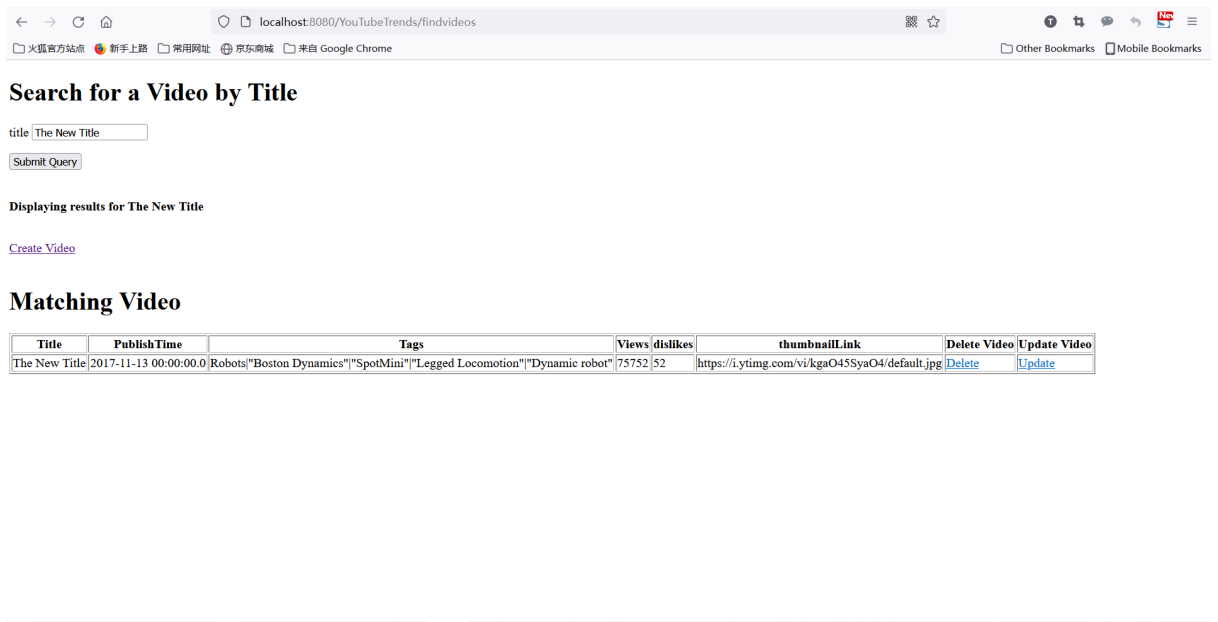 localhost:8080/YouTubeTrends/findvideos
New
火狐官方站点 新手上路 常用网址 京东商城 来自 Google Chrome Other Bookmarks Mobile Bookmarks
Search for a Video by Title
title The New Title
Submit Query
Displaying results for The New Title
Create Video
Matching Video
Title PublishTime Tags Views dislikes thumbnailLink Delete Video Update Video
The New Title 2017-11-13 00:00:00.0 Robots|"Boston Dynamics"|"SpotMini"|"Legged Locomotion"|"Dynamic robot" 75752 52 https://i.ytimg.com/vi/kgaO45SyaO4/default.jpg Delete Update